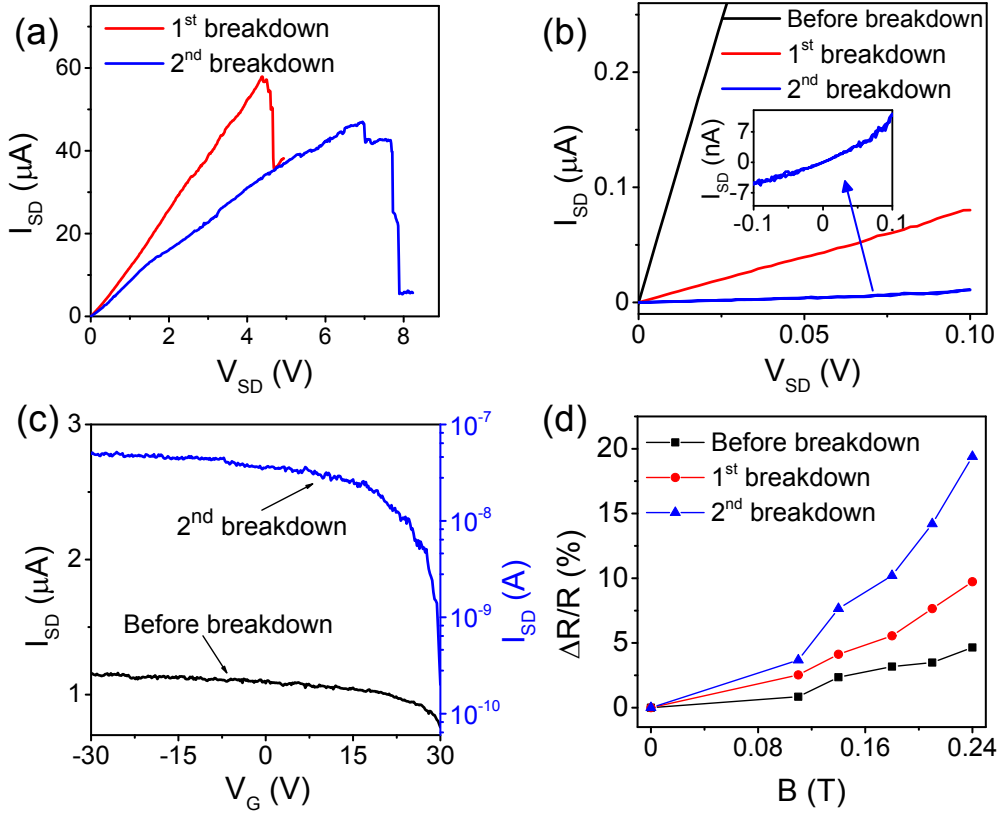 (a)
1st breakdown
2nd breakdown
60
40
20
0
0
2
4
6
8
ISD (μA)
VSD (V)
(b)
Before breakdown
1st breakdown
2nd breakdown
0.2
0.1
0
0
0.05
0.10
ISD (μA)
VSD (V)
7
0
-7
-0.1
0
0.1
ISD (nA)
(c)
3
2
1
10-7
10-8
10-9
10-10
2nd breakdown
Before breakdown
-30
-15
0
15
30
ISD (μA)
ISD (A)
VG (V)
(d)
Before breakdown
1st breakdown
2nd breakdown
20
15
10
5
0
0
0.08
0.16
0.24
ΔR/R (%)
B (T)